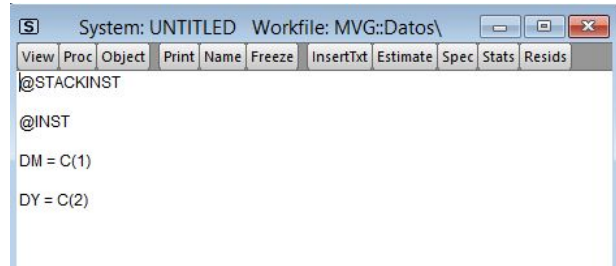 S System: UNTITLED Workfile: MVG::Datos\
View Proc Object Print Name Freeze InsertTxt Estimate Spec Stats Resids
@STACKINST
@INST
DM = C(1)
DY = C(2)